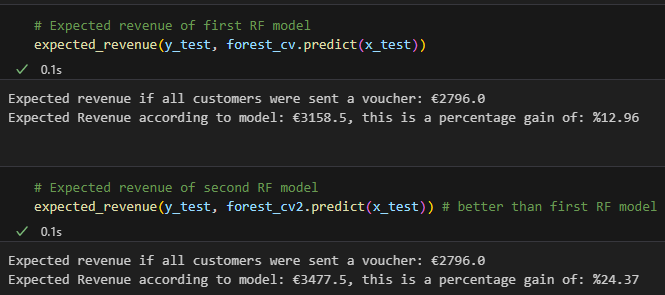 # Expected revenue of first RF model
expected_revenue(y_test, forest_cv.predict(x_test))
✓ 0.1s
Expected revenue if all customers were sent a voucher: €2796.0
Expected Revenue according to model: €3158.5, this is a percentage gain of: %12.96
# Expected revenue of second RF model
expected_revenue(y_test, forest_cv2.predict(x_test)) # better than first RF model
✓ 0.1s
Expected revenue if all customers were sent a voucher: €2796.0
Expected Revenue according to model: €3477.5, this is a percentage gain of: %24.37